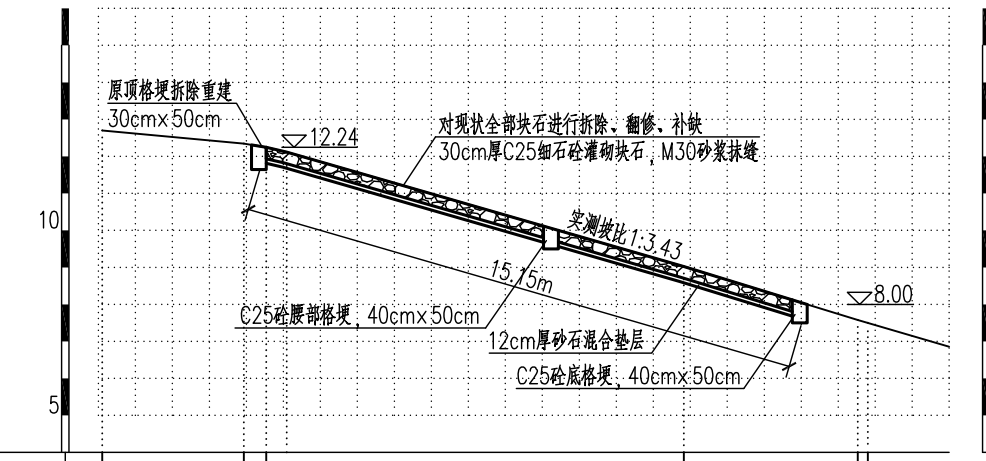 原顶格埂拆除重建
30cm×50cm
12.24
对现状全部块石进行拆除、翻修、补缺
30cm厚C25细石砼灌砌块石，M30砂浆抹缝
10
实测坡比1:3.43
15.15m
8.00
C25砼腰部格埂，40cm×50cm
12cm厚砂石混合垫层
C25砼底格埂，40cm×50cm
5